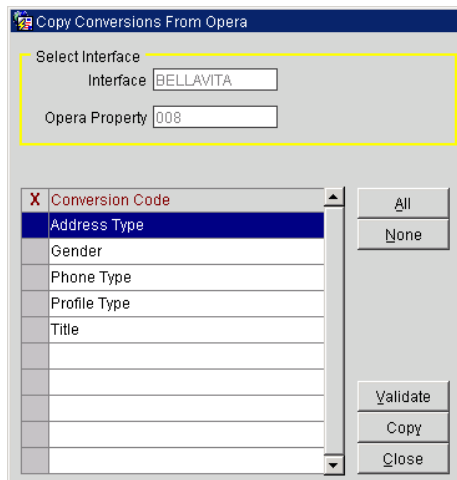 Copy Conversions From Opera
Select Interface
Interface BELLAVITA
Opera Property 008
X Conversion Code
All
Address Type
None
Gender
Phone Type
Profile Type
Title
Validate
Copy
Close